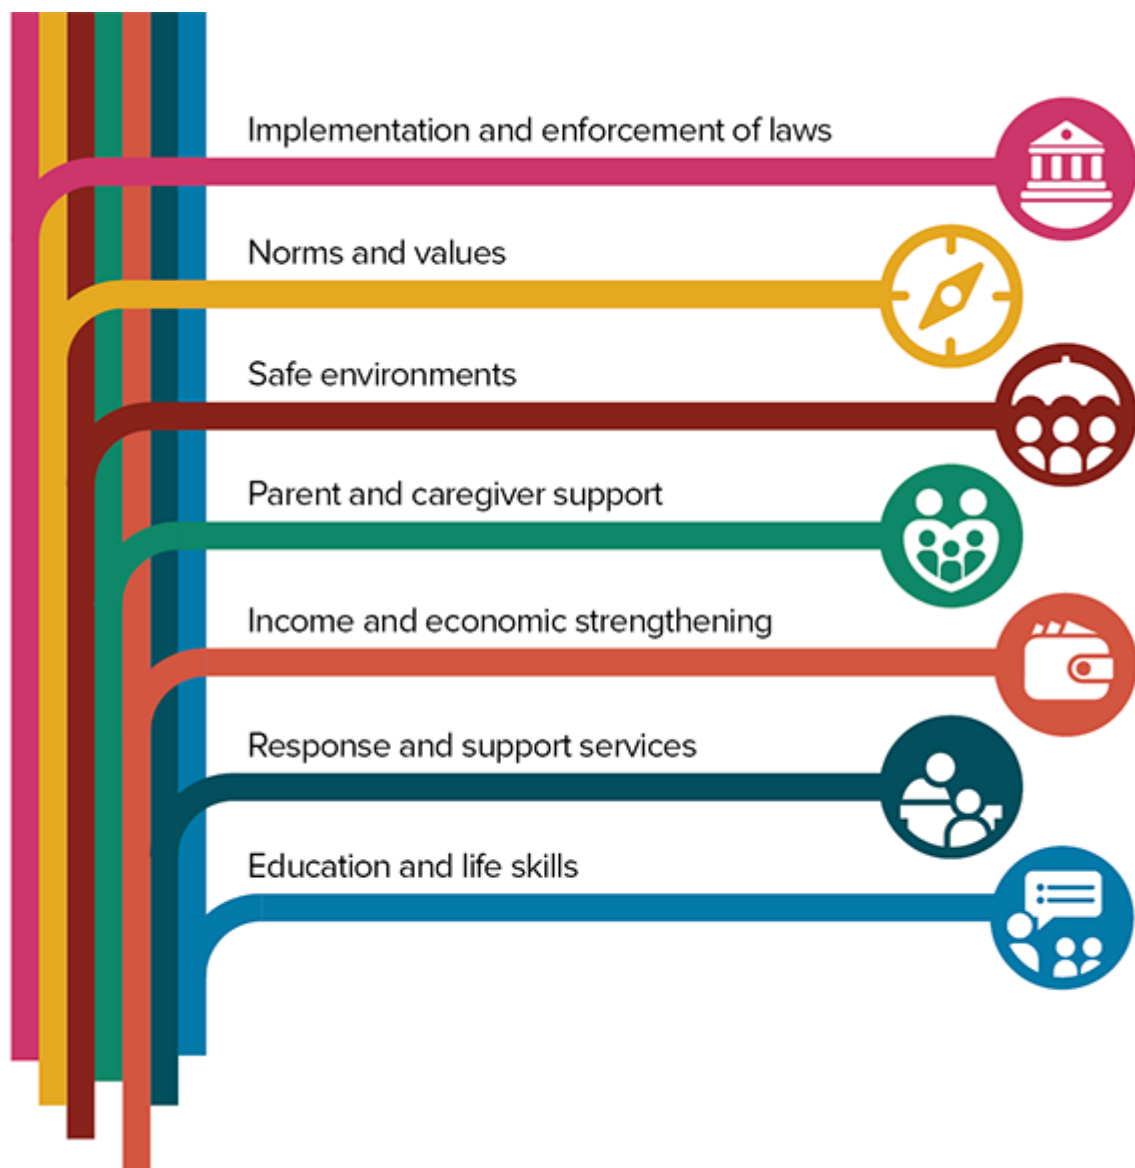 Implementation and enforcement of laws
Norms and values
Safe environments
Parent and caregiver support
Income and economic strengthening
Response and support services
Education and life skills